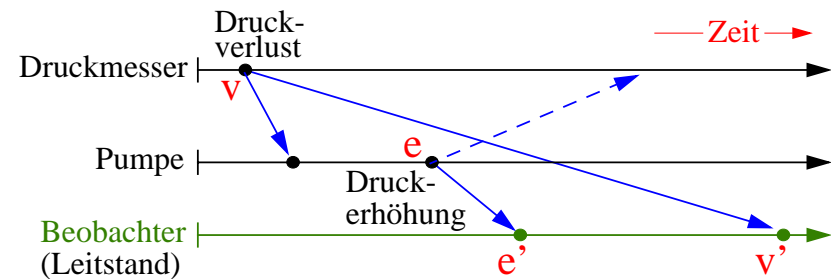 Druck-
verlust
Zeit
Druckmesser
v
Pumpe
e
Druck-
erhöhung
Beobachter
(Leitstand)
e’
v’